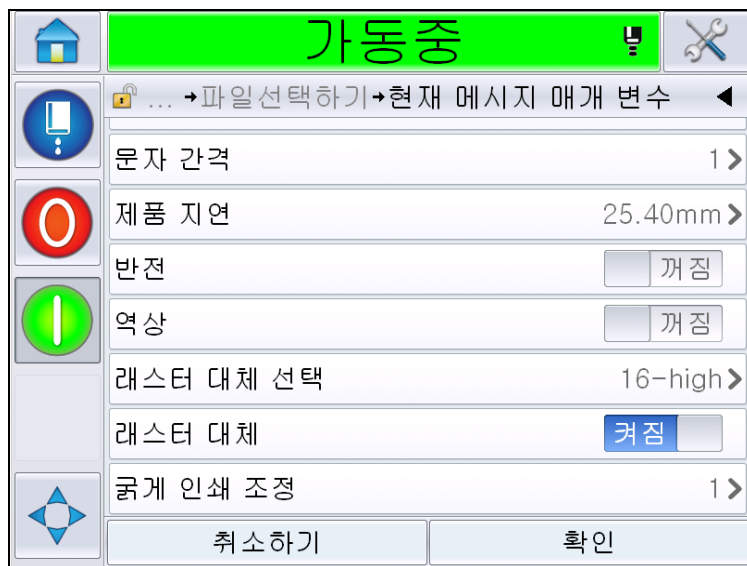 가동중
... →파일선택하기→현재 메시지 매개 변수
문자 간격 1
제품 지연 25.40mm
반전 꺼짐
역상 꺼짐
래스터 대체 선택 16-high
래스터 대체 켜짐
굵게 인쇄 조정 1
취소하기 확인